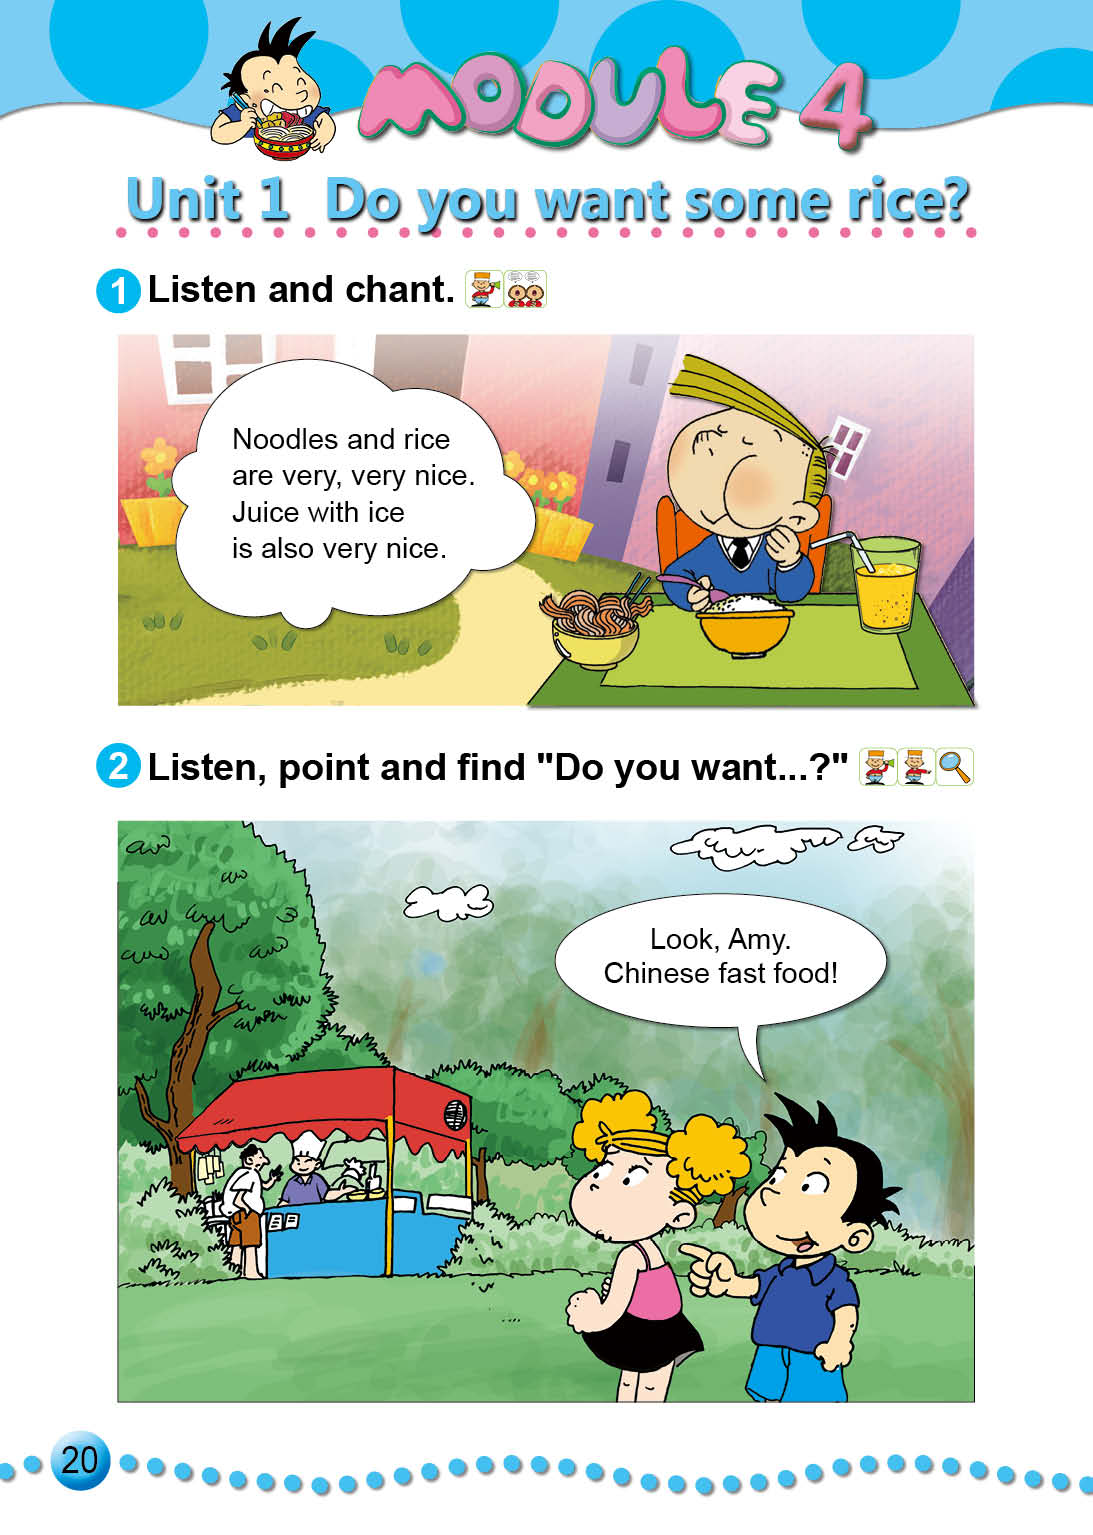 MODULE 4
Unit 1 Do you want some rice?
1 Listen and chant.
Noodles and rice
are very, very nice.
Juice with ice
is also very nice.
2 Listen, point and find "Do you want...?"
Look, Amy.
Chinese fast food!
20